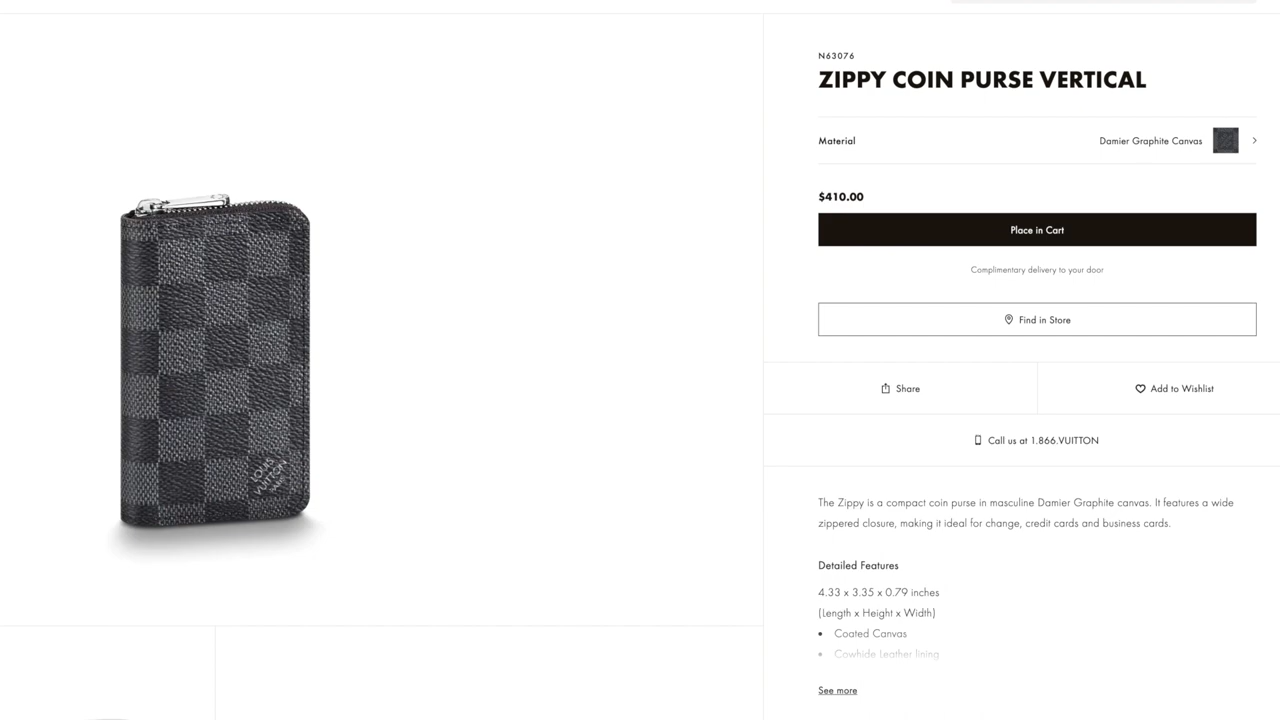 N63076
ZIPPY COIN PURSE VERTICAL
Material
Damier Graphite Canvas
$410.00
Place in Cart
Complimentary delivery to your door
Find in Store
Share
Add to Wishlist
Call us at 1.866.VUITTON
The Zippy is a compact coin purse in masculine Damier Graphite canvas. It features a wide
zippered closure, making it ideal for change, credit cards and business cards.
Detailed Features
4.33 x 3.35 x 0.79 inches
(Length x Height x Width)
• Coated Canvas
• Cowhide Leather lining
See more
LOUIS
VUITTON
PARIS